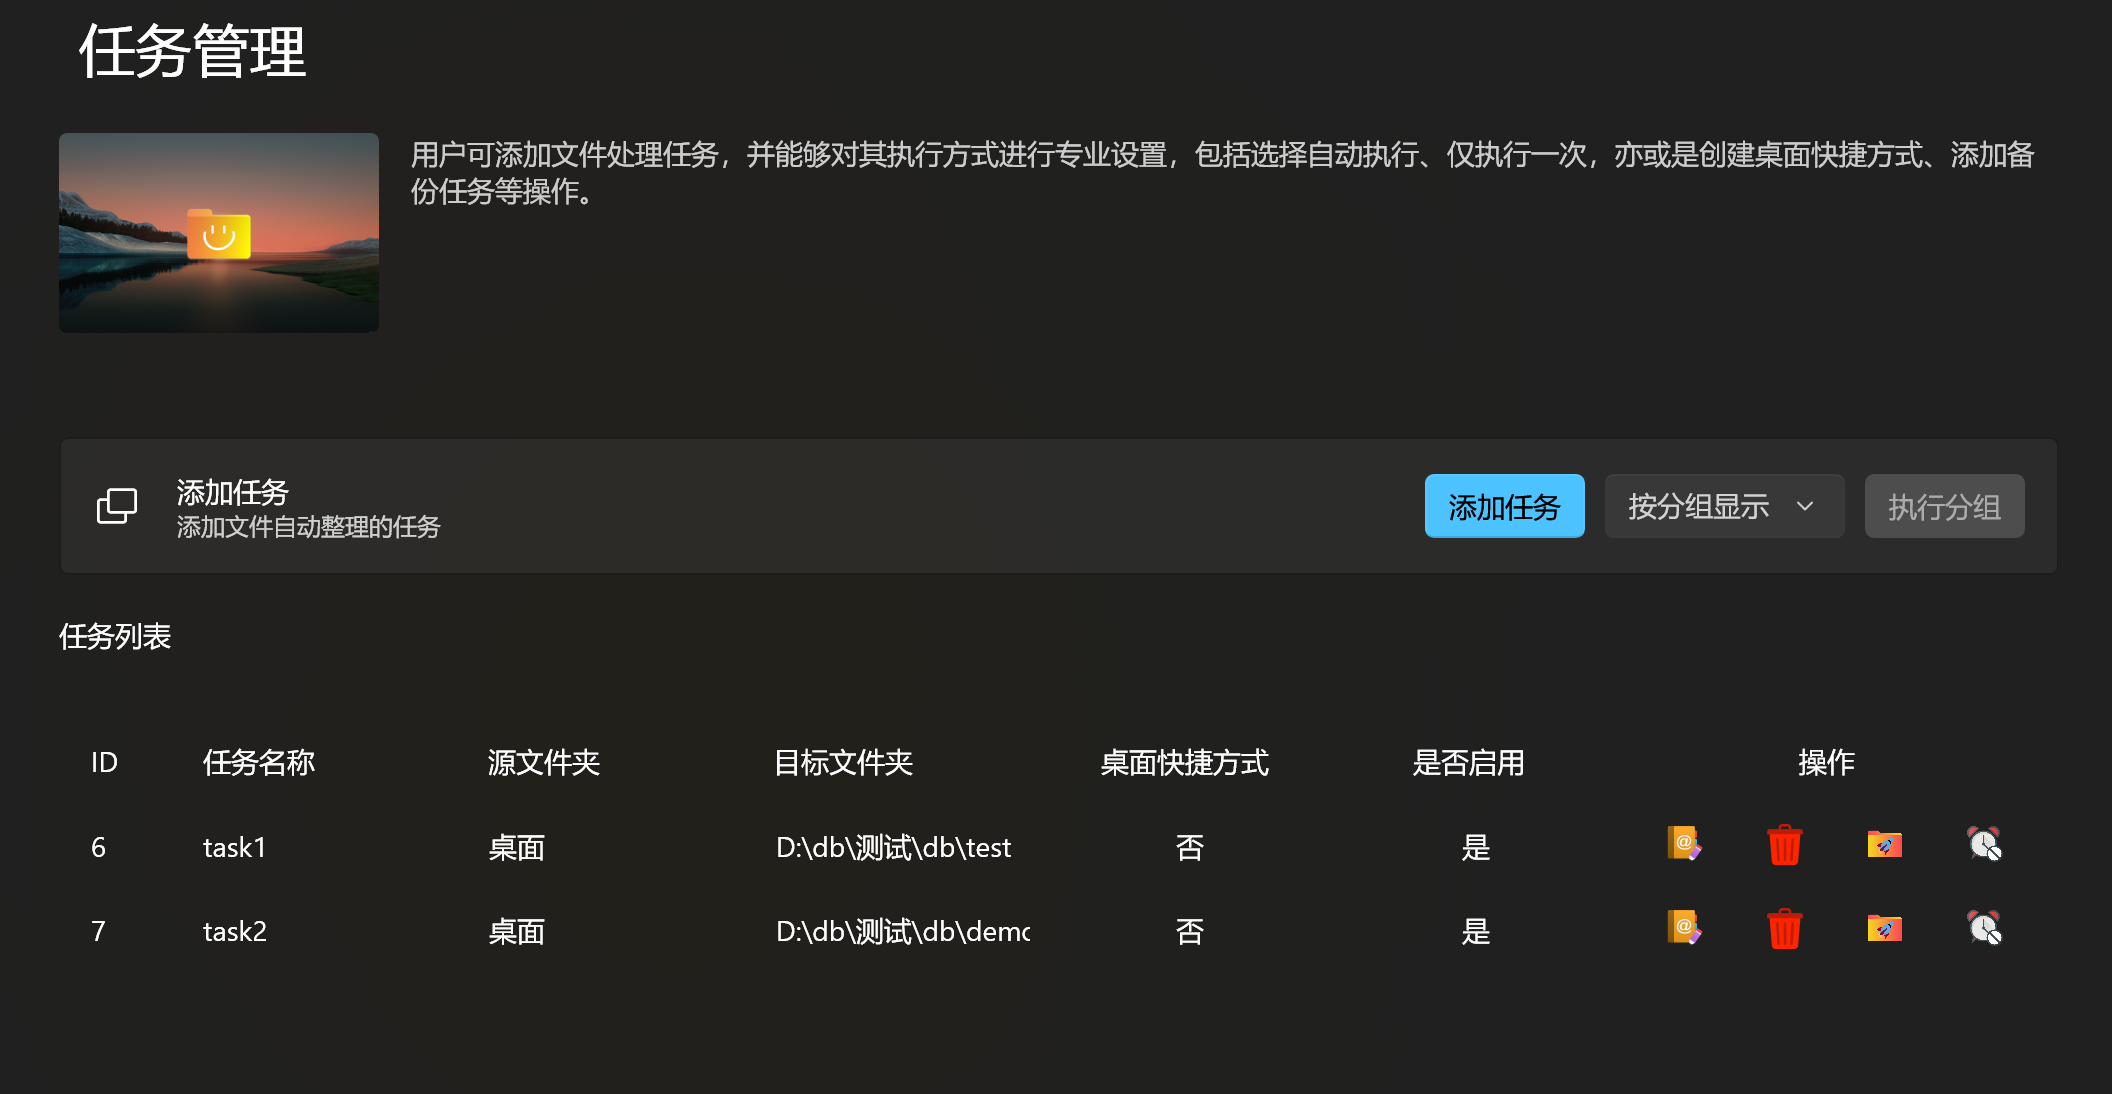 任务管理
用户可添加文件处理任务，并能够对其执行方式进行专业设置，包括选择自动执行、仅执行一次，亦或是创建桌面快捷方式、添加备
份任务等操作。
添加任务
添加文件自动整理的任务
添加任务 按分组显示 执行分组
任务列表
ID 任务名称 源文件夹 目标文件夹 桌面快捷方式 是否启用 操作
6 task1 桌面 D:\db\测试\db\test 否 是
7 task2 桌面 D:\db\测试\db\demo 否 是